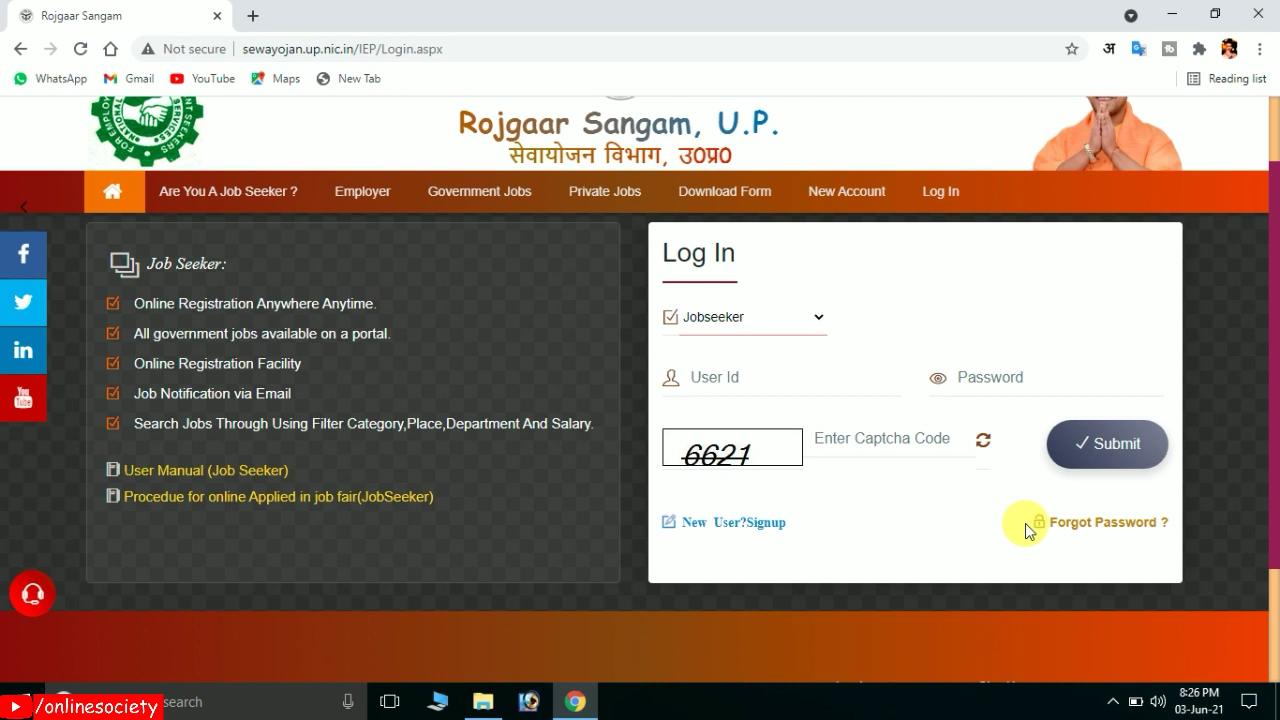 Rojgaar Sangam
Not secure
sewayojan.up.nic.in/IEP/Login.aspx
अ
WhatsApp
Gmail
YouTube
Maps
New Tab
Reading list
Rojgaar Sangam, U.P.
सेवायोजन विभाग, उ०प्र०
Are You A Job Seeker ?
Employer
Government Jobs
Private Jobs
Download Form
New Account
Log In
Job Seeker:
Online Registration Anywhere Anytime.
All government jobs available on a portal.
Online Registration Facility
Job Notification via Email
Search Jobs Through Using Filter Category,Place,Department And Salary.
User Manual (Job Seeker)
Procedue for online Applied in job fair(JobSeeker)
Log In
Jobseeker
User Id
Password
6621
Enter Captcha Code
Submit
New User?Signup
Forgot Password ?
You
Tube
/onlinesociety
search
8:26 PM
03-Jun-21